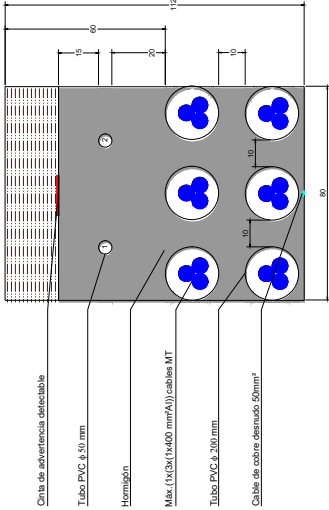 112
60
15
20
10
2
1
10
10
80
Cinta de advertencia detectable
Tubo PVC ϕ 50 mm
Hormigón
Máx. (1x(3x(1x400 mm²Al)) cables MT
Tubo PVC ϕ 200 mm
Cable de cobre desnudo 50mm²